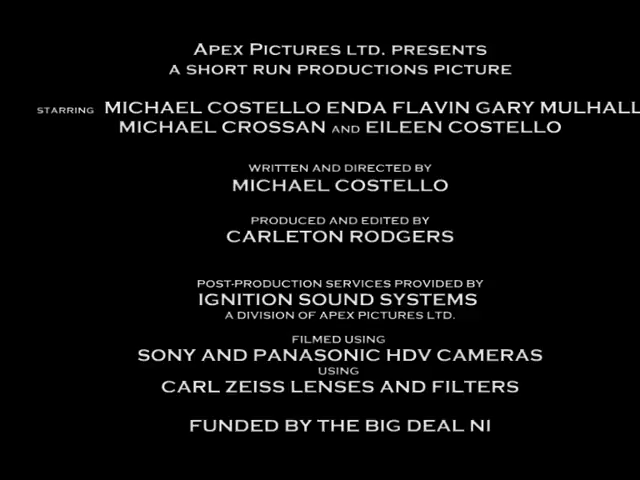 APEX PICTURES LTD. PRESENTS
A SHORT RUN PRODUCTIONS PICTURE
STARRING MICHAEL COSTELLO ENDA FLAVIN GARY MULHALL
MICHAEL CROSSAN AND EILEEN COSTELLO
WRITTEN AND DIRECTED BY
MICHAEL COSTELLO
PRODUCED AND EDITED BY
CARLETON RODGERS
POST-PRODUCTION SERVICES PROVIDED BY
IGNITION SOUND SYSTEMS
A DIVISION OF APEX PICTURES LTD.
FILMED USING
SONY AND PANASONIC HDV CAMERAS
USING
CARL ZEISS LENSES AND FILTERS
FUNDED BY THE BIG DEAL NI